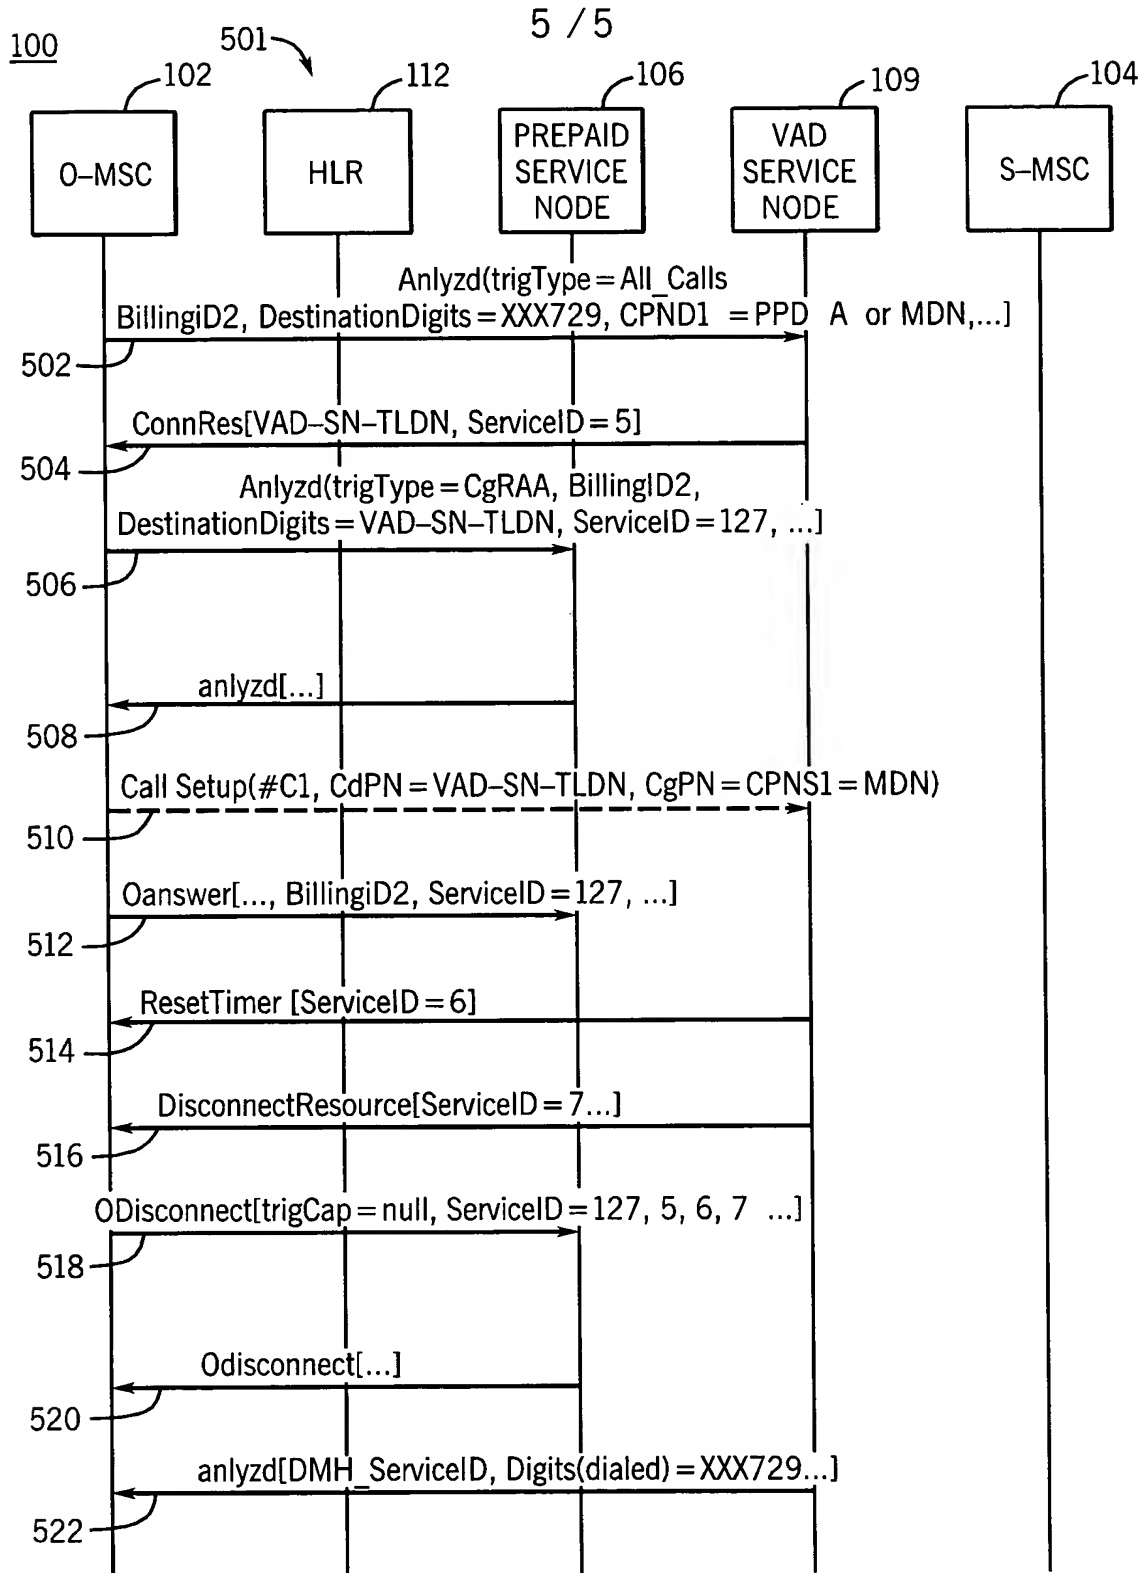 5 / 5
100
501
102
112
106
109
104
O–MSC
HLR
PREPAID
SERVICE
NODE
VAD
SERVICE
NODE
S–MSC
Anlyzd(trigType=All_Calls
BillingiD2, DestinationDigits=XXX729, CPND1 =PPD A or MDN,...]
502
ConnRes[VAD–SN–TLDN, ServiceID=5]
504
Anlyzd(trigType=CgRAA, BillingID2,
DestinationDigits=VAD–SN–TLDN, ServiceID=127, ...]
506
anlyzd[...]
508
Call Setup(#C1, CdPN=VAD–SN–TLDN, CgPN=CPNS1=MDN)
510
Oanswer[..., BillingiD2, ServiceID=127, ...]
512
ResetTimer [ServiceID=6]
514
DisconnectResource[ServiceID=7...]
516
ODisconnect[trigCap=null, ServiceID=127, 5, 6, 7 ...]
518
Odisconnect[...]
520
anlyzd[DMH_ServiceID, Digits(dialed)=XXX729...]
522